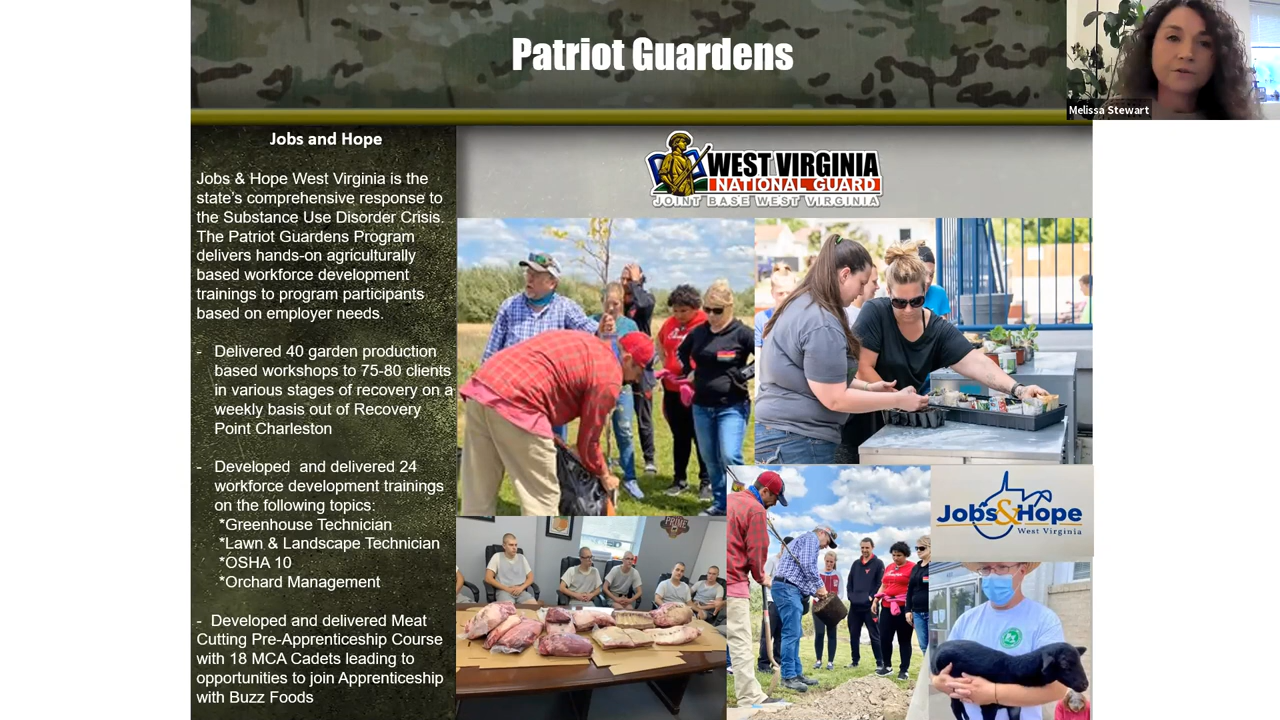 Patriot Guardens
Melissa Stewart
Jobs and Hope
Jobs & Hope West Virginia is the
state's comprehensive response to
the Substance Use Disorder Crisis.
The Patriot Guardens Program
delivers hands-on agriculturally
based workforce development
trainings to program participants
based on employer needs.
- Delivered 40 garden production
based workshops to 75-80 clients
in various stages of recovery on a
weekly basis out of Recovery
Point Charleston
- Developed and delivered 24
workforce development trainings
on the following topics:
*Greenhouse Technician
*Lawn & Landscape Technician
*OSHA 10
*Orchard Management
- Developed and delivered Meat
Cutting Pre-Apprenticeship Course
with 18 MCA Cadets leading to
opportunities to join Apprenticeship
with Buzz Foods
WEST VIRGINIA
NATIONAL GUARD
JOINT BASE WEST VIRGINIA
PRIME
Jobs & Hope
West Virginia